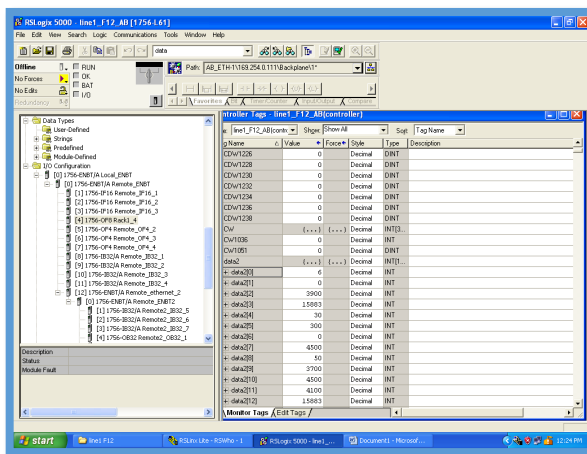 RSLogix 5000 - line1_F12_AB [1756-L61]
File Edit View Search Logic Communications Tools Window Help
data
Offline
RUN
No Forces
OK
No Edits
BAT
Redundancy
I/O
Path: AB_ETH-1\169.254.0.111\Backplane\1*
Favorites Bit Timer/Counter Input/Output Compare
Data Types
User-Defined
Strings
Predefined
Module-Defined
I/O Configuration
[0] 1756-ENBT/A Local_ENBT
[0] 1756-ENBT/A Remote_ENBT
[1] 1756-IF16 Remote_IF16_1
[2] 1756-IF16 Remote_IF16_2
[3] 1756-IF16 Remote_IF16_3
[4] 1756-OF8 Rack1_4
[5] 1756-OF4 Remote_OF4_2
[6] 1756-OF4 Remote_OF4_3
[7] 1756-OF4 Remote_OF4_4
[8] 1756-IB32/A Remote_IB32_1
[9] 1756-IB32/A Remote_IB32_2
[10] 1756-IB32/A Remote_IB32_3
[11] 1756-IB32/A Remote_IB32_4
[12] 1756-ENBT/A Remote_ethernet_2
[0] 1756-ENBT/A Remote_ENBT2
[1] 1756-IB32/A Remote2_IB32_5
[2] 1756-IB32/A Remote2_IB32_6
[3] 1756-IB32/A Remote2_IB32_7
[4] 1756-OB32 Remote2_OB32_1
Description
Status
Module Fault
ntroller Tags - line1_F12_AB(controller)
e: line1_F12_AB(contro Show: Show All Sort: Tag Name
g Name Value Force Style Type Description
CDW1226 0 Decimal DINT
CDW1228 0 Decimal DINT
CDW1230 0 Decimal DINT
CDW1232 0 Decimal DINT
CDW1234 0 Decimal DINT
CDW1236 0 Decimal DINT
CDW1238 0 Decimal DINT
CW {...} {...} Decimal INT[3...
CW1036 0 Decimal INT
CW1051 0 Decimal DINT
data2 {...} {...} Decimal INT[1...
+ data2[0] 6 Decimal INT
+ data2[1] 0 Decimal INT
+ data2[2] 3900 Decimal INT
+ data2[3] 15883 Decimal INT
+ data2[4] 30 Decimal INT
+ data2[5] 300 Decimal INT
+ data2[6] 0 Decimal INT
+ data2[7] 4500 Decimal INT
+ data2[8] 50 Decimal INT
+ data2[9] 3700 Decimal INT
+ data2[10] 4500 Decimal INT
+ data2[11] 4100 Decimal INT
+ data2[12] 15883 Decimal INT
Monitor Tags Edit Tags
start line1 F12 RSLinx Lite - RSWho - 1 RSLogix 5000 - line1_... Document1 - Microsof... 12:24 PM